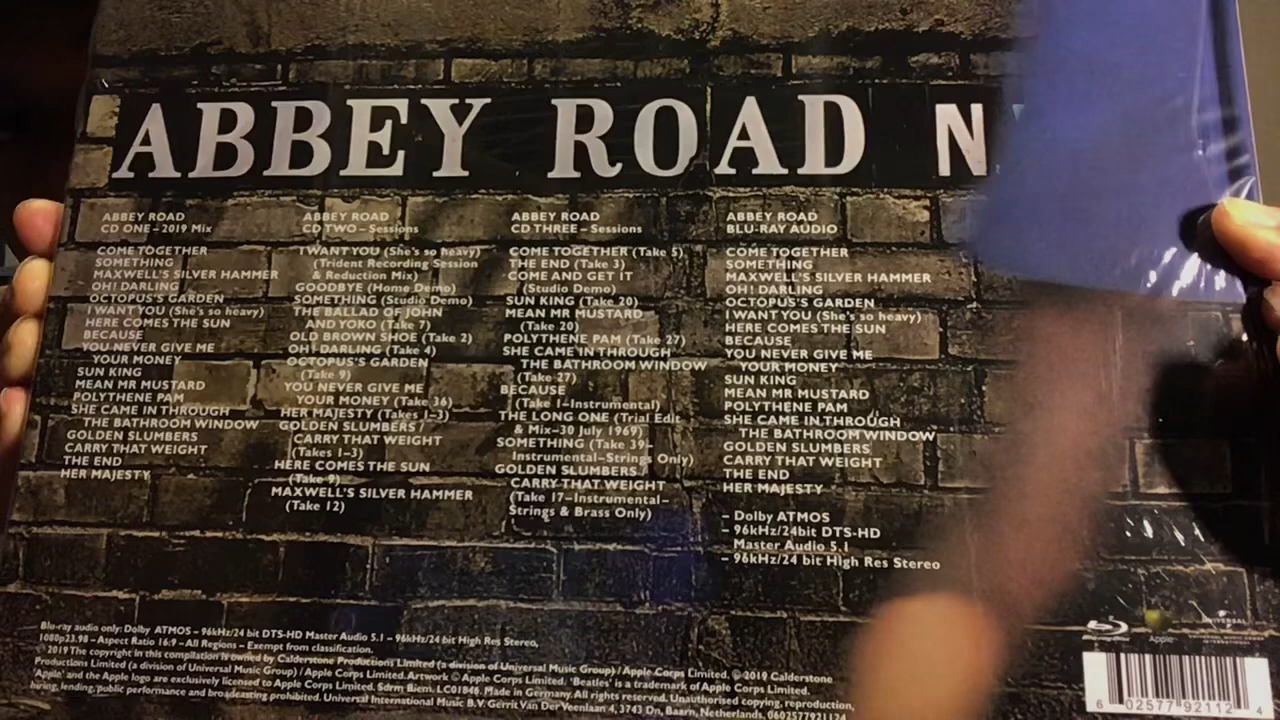 ABBEY ROAD N
ABBEY ROAD
CD ONE – 2019 Mix
COME TOGETHER
SOMETHING
MAXWELL'S SILVER HAMMER
OH! DARLING
OCTOPUS'S GARDEN
I WANT YOU (She's so heavy)
HERE COMES THE SUN
BECAUSE
YOU NEVER GIVE ME
YOUR MONEY
SUN KING
MEAN MR MUSTARD
POLYTHENE PAM
SHE CAME IN THROUGH
THE BATHROOM WINDOW
GOLDEN SLUMBERS
CARRY THAT WEIGHT
THE END
HER MAJESTY
ABBEY ROAD
CD TWO – Sessions
I WANT YOU (She's so heavy)
(Trident Recording Session
& Reduction Mix)
GOODBYE (Home Demo)
SOMETHING (Studio Demo)
THE BALLAD OF JOHN
AND YOKO (Take 7)
OLD BROWN SHOE (Take 2)
OH! DARLING (Take 4)
OCTOPUS'S GARDEN
(Take 9)
YOU NEVER GIVE ME
YOUR MONEY (Take 36)
HER MAJESTY (Takes 1–3)
GOLDEN SLUMBERS /
CARRY THAT WEIGHT
(Takes 1–3)
HERE COMES THE SUN
(Take 9)
MAXWELL'S SILVER HAMMER
(Take 12)
ABBEY ROAD
CD THREE – Sessions
COME TOGETHER (Take 5)
THE END (Take 3)
COME AND GET IT
(Studio Demo)
SUN KING (Take 20)
MEAN MR MUSTARD
(Take 20)
POLYTHENE PAM (Take 27)
SHE CAME IN THROUGH
THE BATHROOM WINDOW
(Take 27)
BECAUSE
(Take 1–Instrumental)
THE LONG ONE (Trial Edit
& Mix–30 July 1969)
SOMETHING (Take 39–
Instrumental–Strings Only)
GOLDEN SLUMBERS /
CARRY THAT WEIGHT
(Take 17–Instrumental–
Strings & Brass Only)
ABBEY ROAD
BLU-RAY AUDIO
COME TOGETHER
SOMETHING
MAXWELL'S SILVER HAMMER
OH! DARLING
OCTOPUS'S GARDEN
I WANT YOU (She's so heavy)
HERE COMES THE SUN
BECAUSE
YOU NEVER GIVE ME
YOUR MONEY
SUN KING
MEAN MR MUSTARD
POLYTHENE PAM
SHE CAME IN THROUGH
THE BATHROOM WINDOW
GOLDEN SLUMBERS
CARRY THAT WEIGHT
THE END
HER MAJESTY
– Dolby ATMOS
– 96kHz/24bit DTS-HD
Master Audio 5.1
– 96kHz/24 bit High Res Stereo
Blu-ray audio only: Dolby ATMOS – 96kHz/24 bit DTS-HD Master Audio 5.1 – 96kHz/24 bit High Res Stereo,
1080p23.98 – Aspect Ratio 16:9 – All Regions – Exempt from classification.
© 2019 The copyright in this compilation is owned by Calderstone Productions Limited (a division of Universal Music Group) / Apple Corps Limited. ℗ 2019 Calderstone
Productions Limited (a division of Universal Music Group) / Apple Corps Limited. Artwork © Apple Corps Limited. 'Beatles' is a trademark of Apple Corps Limited.
'Apple' and the Apple logo are exclusively licensed to Apple Corps Limited. Sdrm Biem. LC01846. Made in Germany. All rights reserved. Unauthorised copying, reproduction,
hiring, lending, public performance and broadcasting prohibited. Universal International Music B.V. Gerrit Van Der Veenlaan 4, 3743 Dn, Baarn, Netherlands. 0602577921124
Apple
UNIVERSAL
6 02577 92112 4